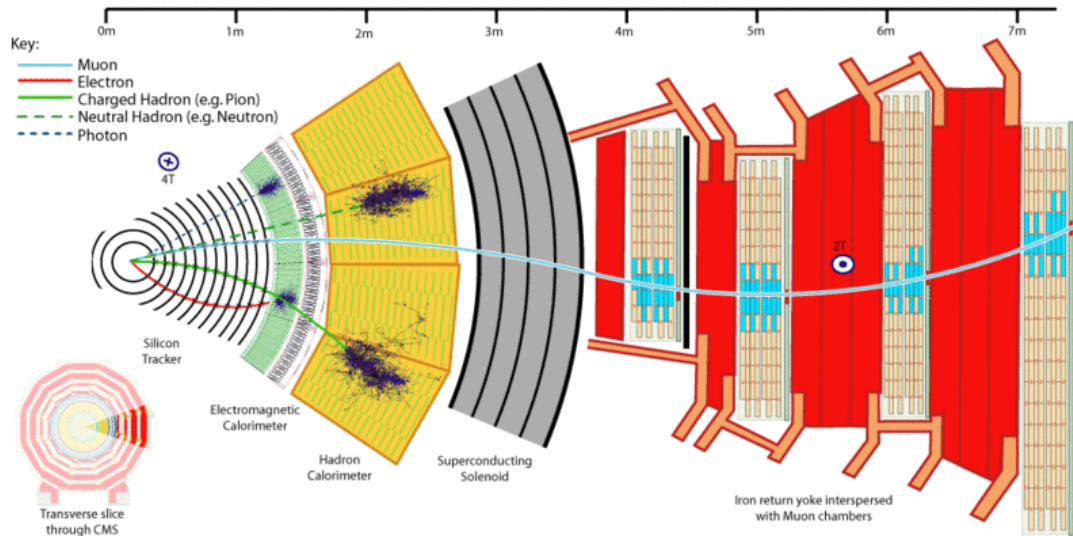 0m 1m 2m 3m 4m 5m 6m 7m
Key:
Muon
Electron
Charged Hadron (e.g. Pion)
Neutral Hadron (e.g. Neutron)
Photon
4T
2T
Silicon
Tracker
Electromagnetic
Calorimeter
Hadron
Calorimeter
Superconducting
Solenoid
Iron return yoke interspersed
with Muon chambers
Transverse slice
through CMS